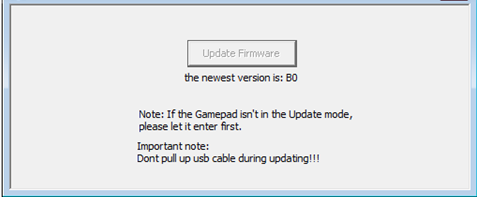 Update Firmware
the newest version is: B0
Note: If the Gamepad isn't in the Update mode,
please let it enter first.
Important note:
Dont pull up usb cable during updating!!!